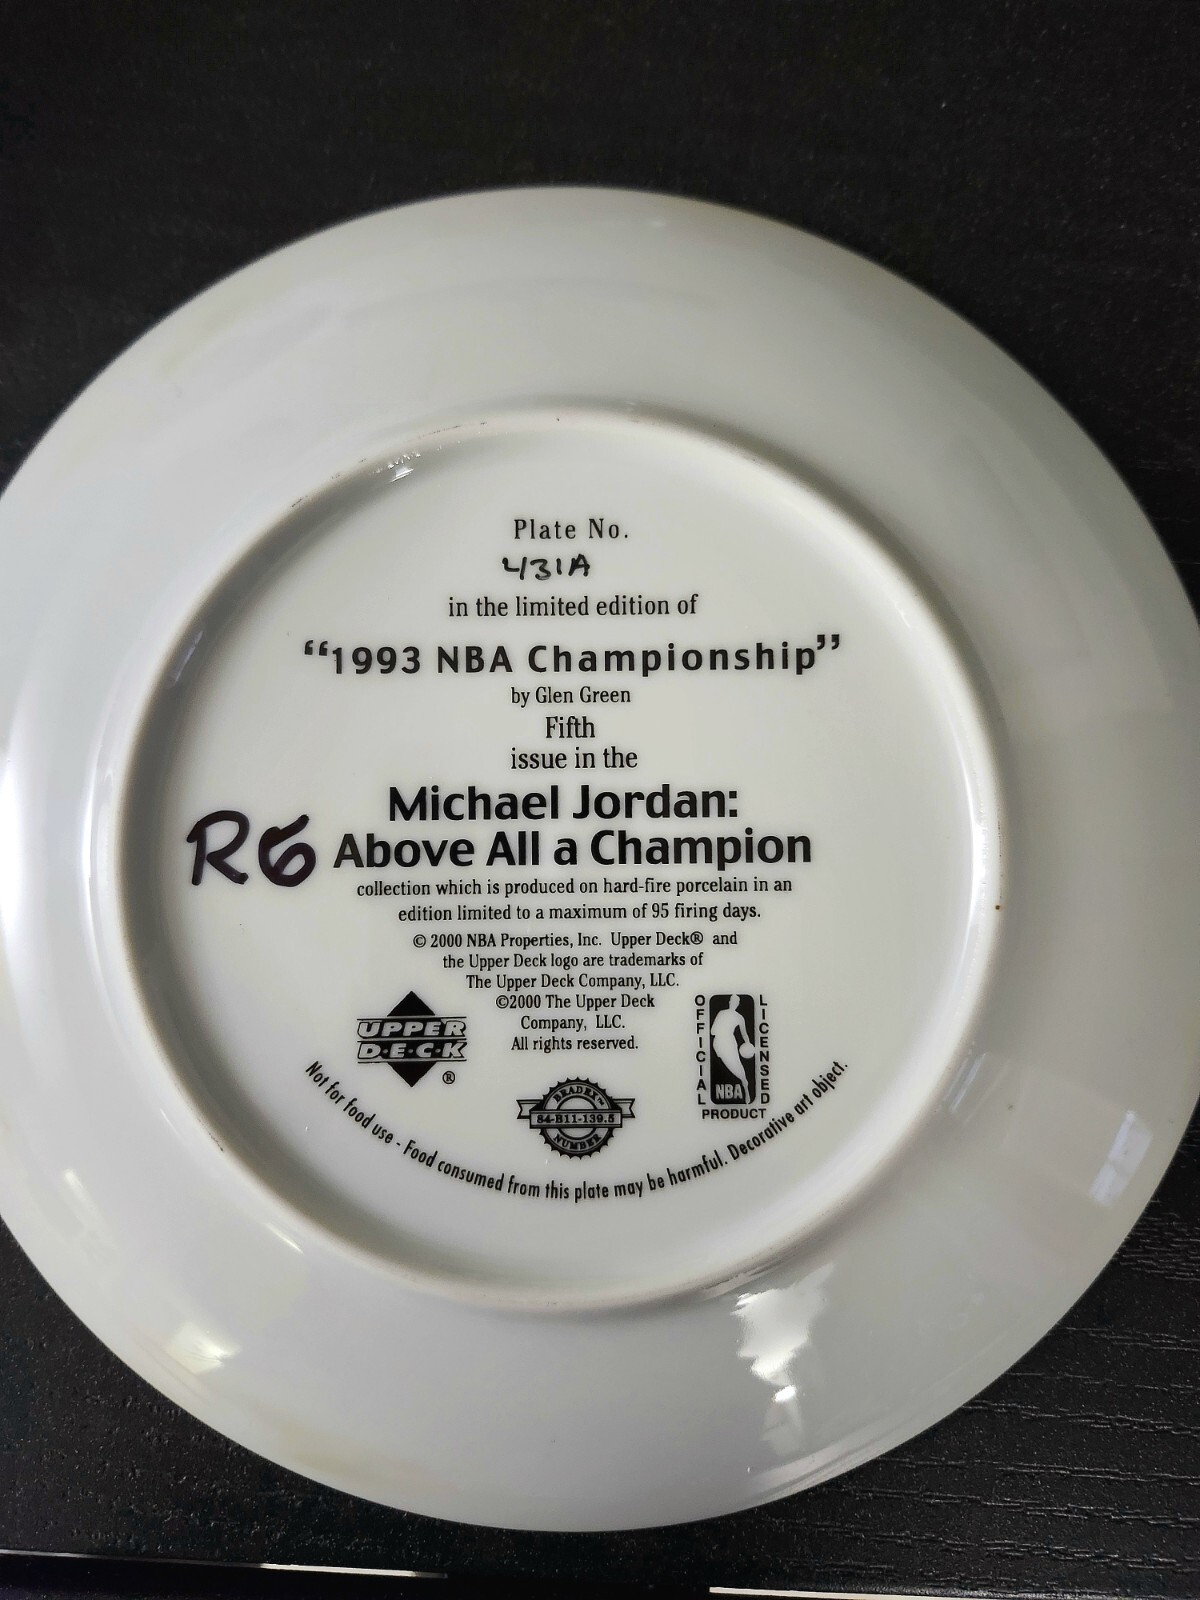 Plate No.
431A
in the limited edition of
“1993 NBA Championship”
by Glen Green
Fifth
issue in the
Michael Jordan:
Above All a Champion
R6
collection which is produced on hard-fire porcelain in an
edition limited to a maximum of 95 firing days.
© 2000 NBA Properties, Inc. Upper Deck® and
the Upper Deck logo are trademarks of
The Upper Deck Company, LLC.
©2000 The Upper Deck
Company, LLC.
All rights reserved.
UPPER
D·E·C·K
®
OFFICIAL
LICENSED
NBA
PRODUCT
BRADEX™
84-B11-139.5
NUMBER
Not for food use - Food consumed from this plate may be harmful. Decorative art object.